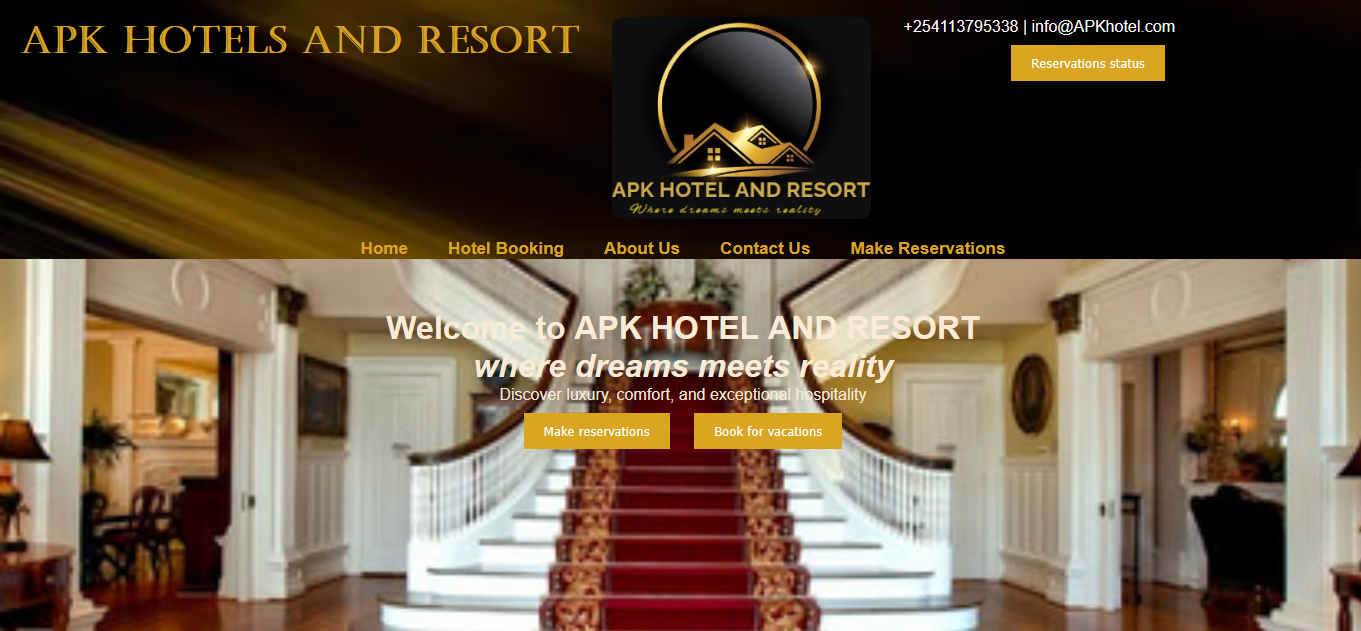 APK HOTELS AND RESORT
+254113795338 | info@APKhotel.com
Reservations status
APK HOTEL AND RESORT
Where dreams meets reality
Home Hotel Booking About Us Contact Us Make Reservations
Welcome to APK HOTEL AND RESORT
where dreams meets reality
Discover luxury, comfort, and exceptional hospitality
Make reservations Book for vacations